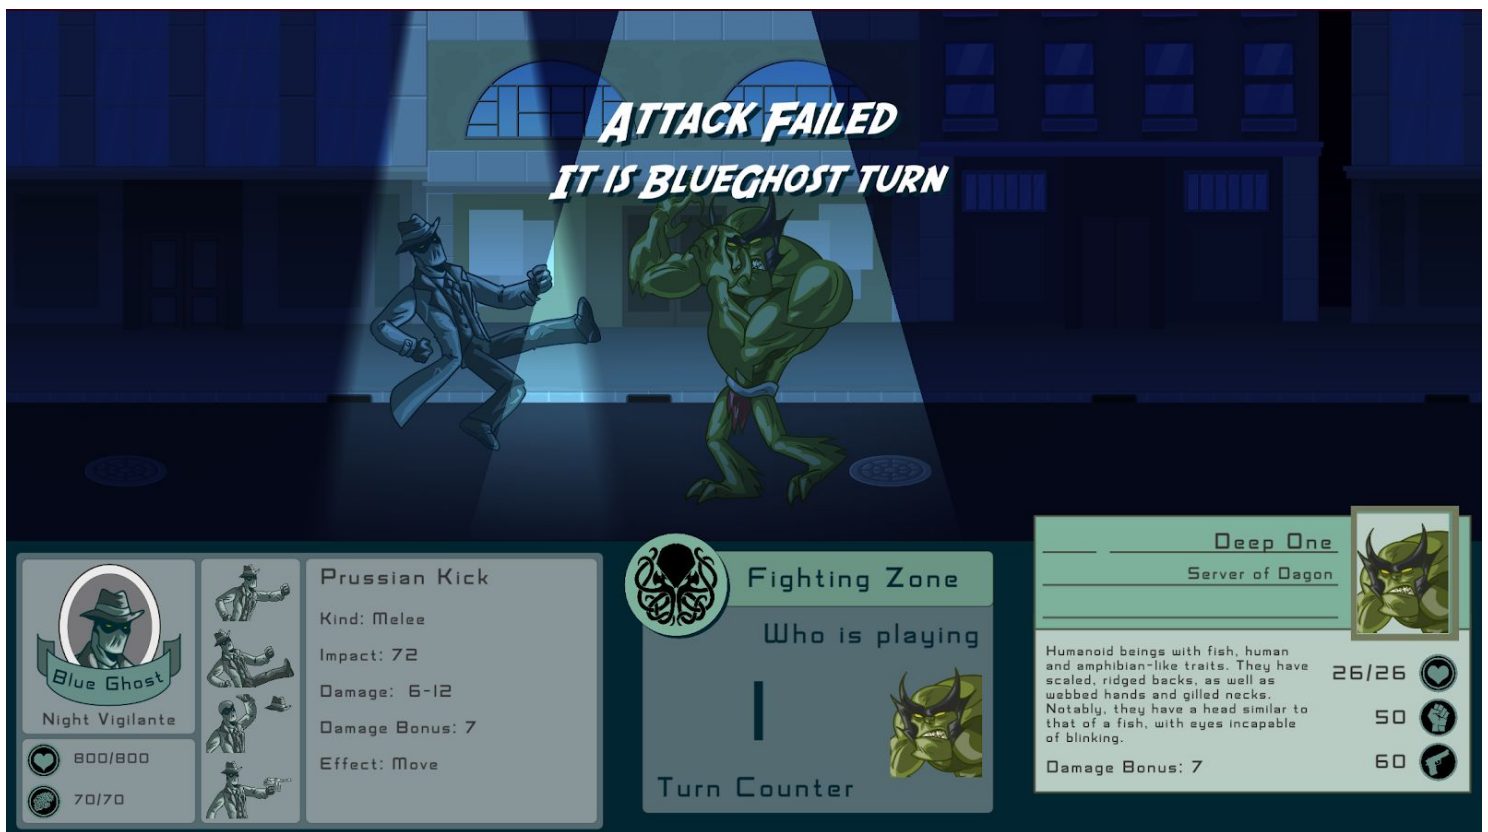 Attack Failed
It is BlueGhost turn
Blue Ghost
Night Vigilante
800/800
70/70
Prussian Kick
Kind: Melee
Impact: 72
Damage: 6-12
Damage Bonus: 7
Effect: Move
Fighting Zone
Who is playing
1
Turn Counter
Deep One
Server of Dagon
Humanoid beings with fish, human
and amphibian-like traits. They have
scaled, ridged backs, as well as
webbed hands and gilled necks.
Notably, they have a head similar to
that of a fish, with eyes incapable
of blinking.
Damage Bonus: 7
26/26
50
60